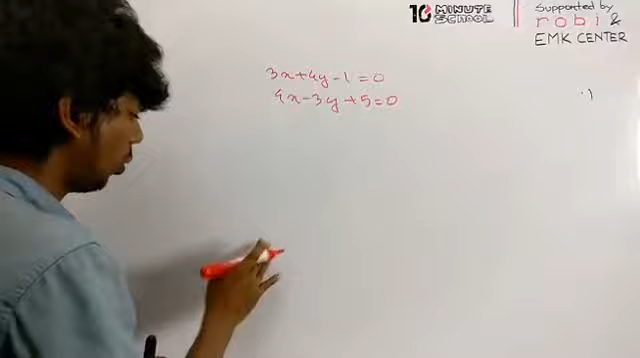 10 MINUTE SCHOOL
Supported by
robi &
EMK CENTER
3x+4y-1=0
4x-3y+5=0